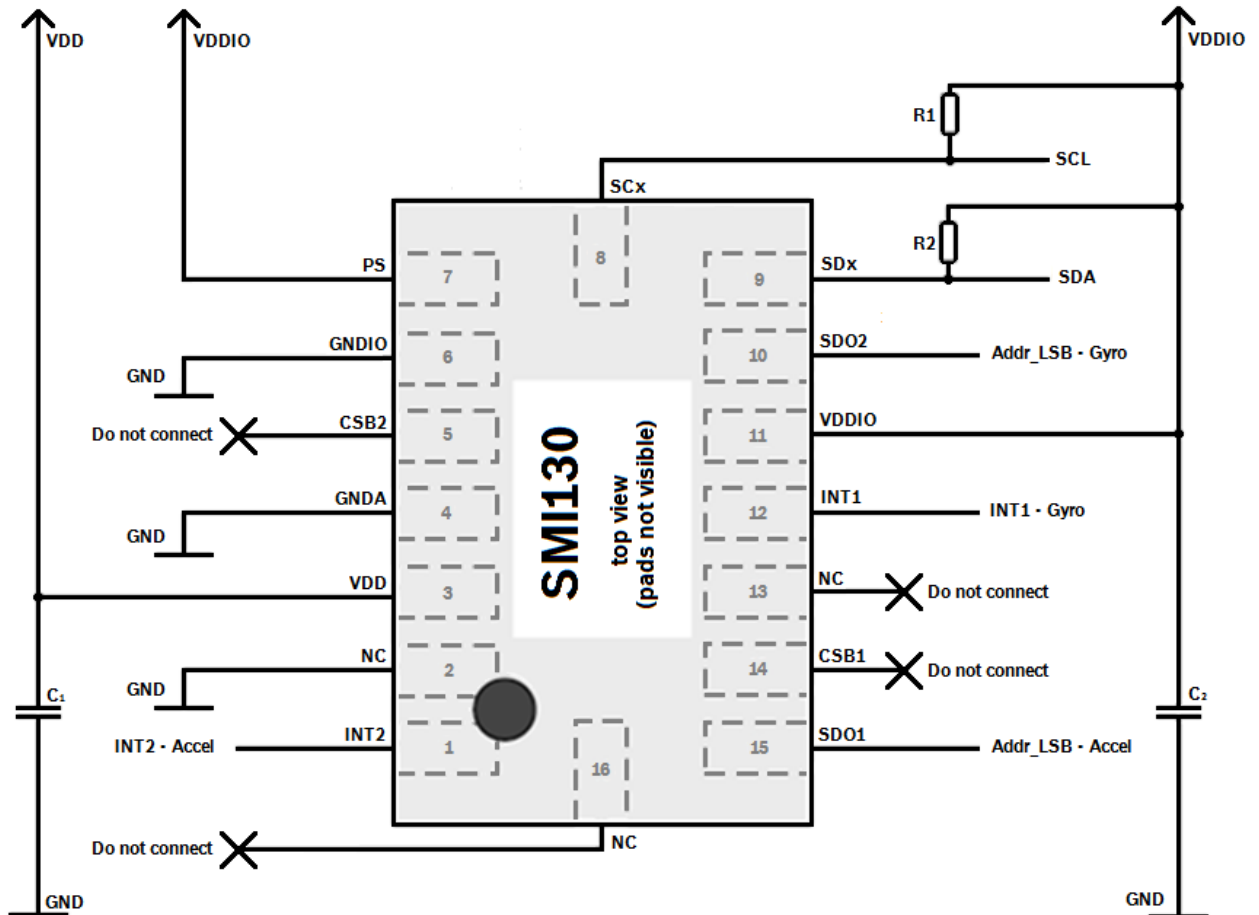 VDD
VDDIO
VDDIO
R1
SCL
SCx
8
R2
PS
7
SDx
9
SDA
GNDIO
6
GND
SDO2
10
Addr_LSB - Gyro
Do not connect
CSB2
5
VDDIO
11
SMI130
top view
(pads not visible)
GNDA
4
GND
INT1
12
INT1 - Gyro
VDD
3
NC
13
Do not connect
NC
2
GND
CSB1
14
Do not connect
C₁
C₂
INT2 - Accel
INT2
1
SDO1
15
Addr_LSB - Accel
16
Do not connect
NC
GND
GND